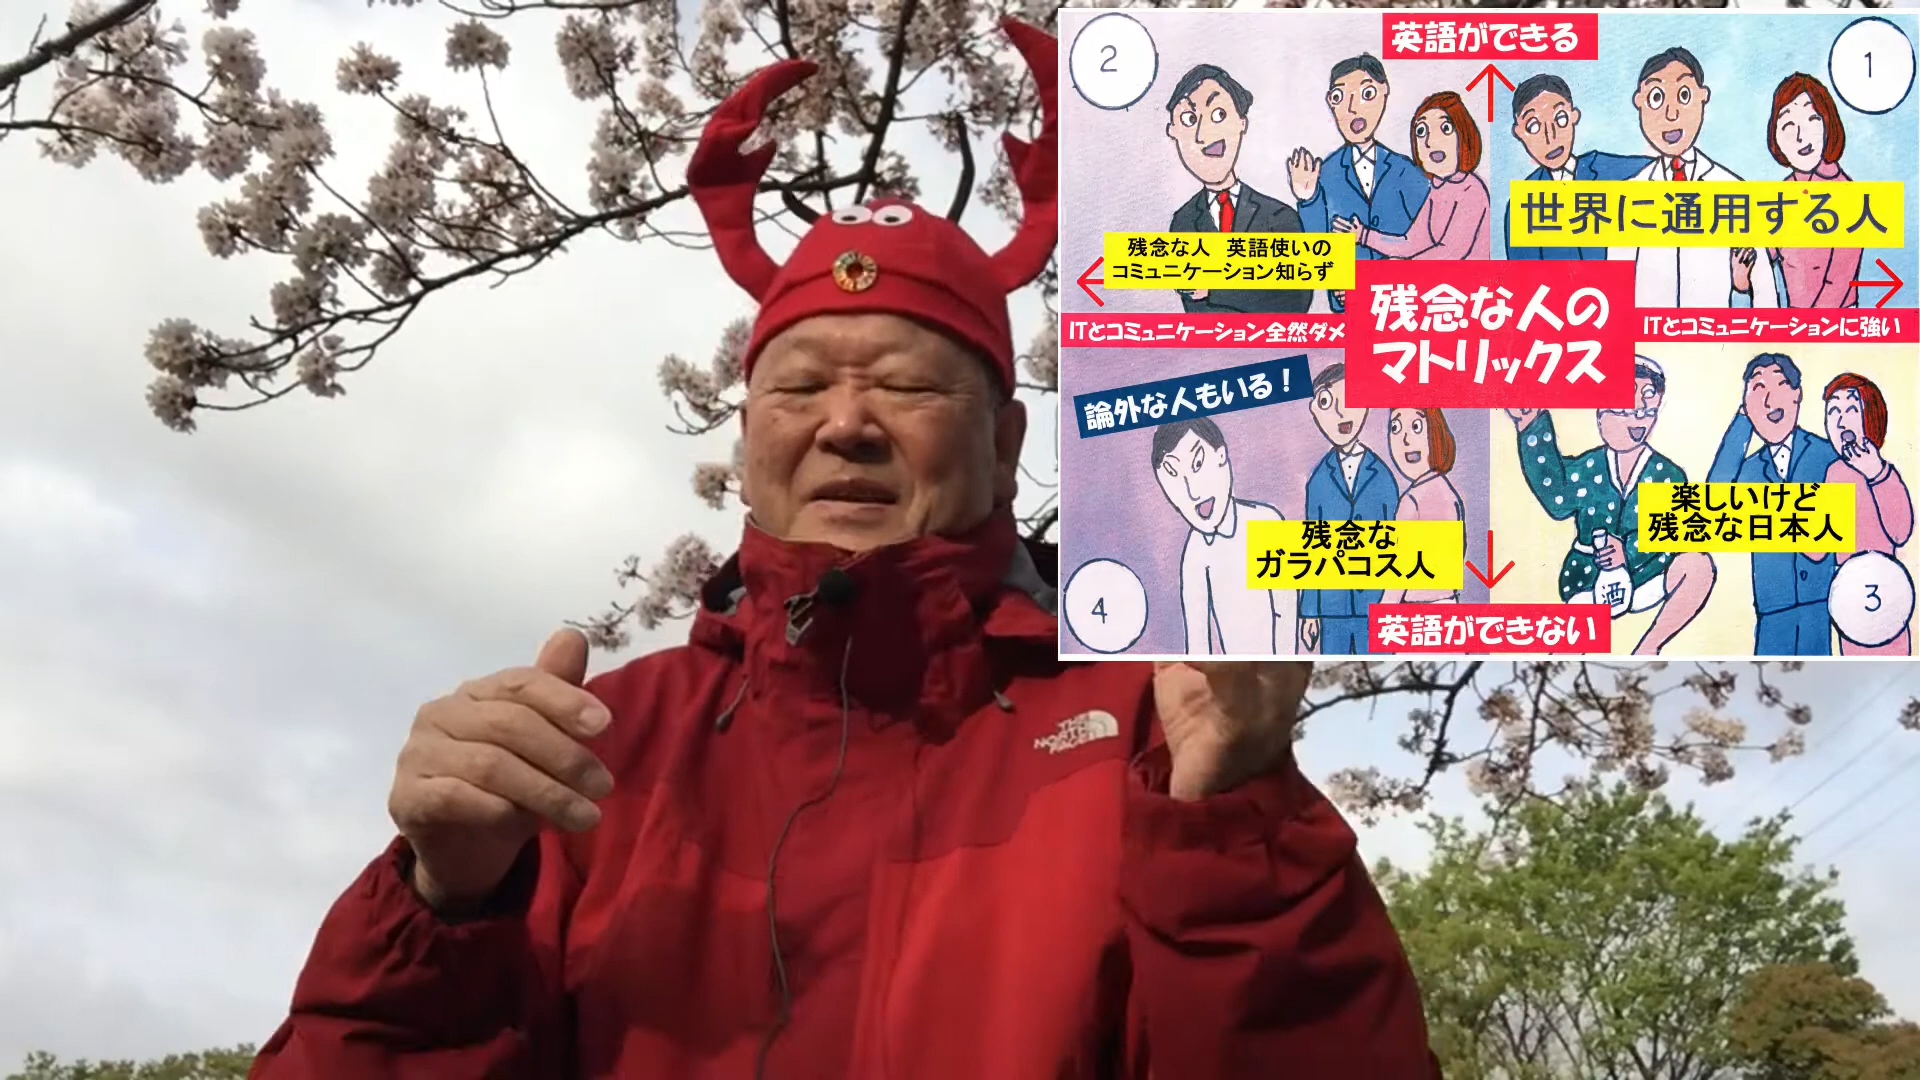 2
英語ができる
1
世界に通用する人
残念な人 英語使いの
コミュニケーション知らず
残念な人の
マトリックス
ITとコミュニケーション全然ダメ
ITとコミュニケーションに強い
論外な人もいる！
楽しいけど
残念な日本人
残念な
ガラパコス人
酒
4
3
英語ができない
THE
NORTH
FACE